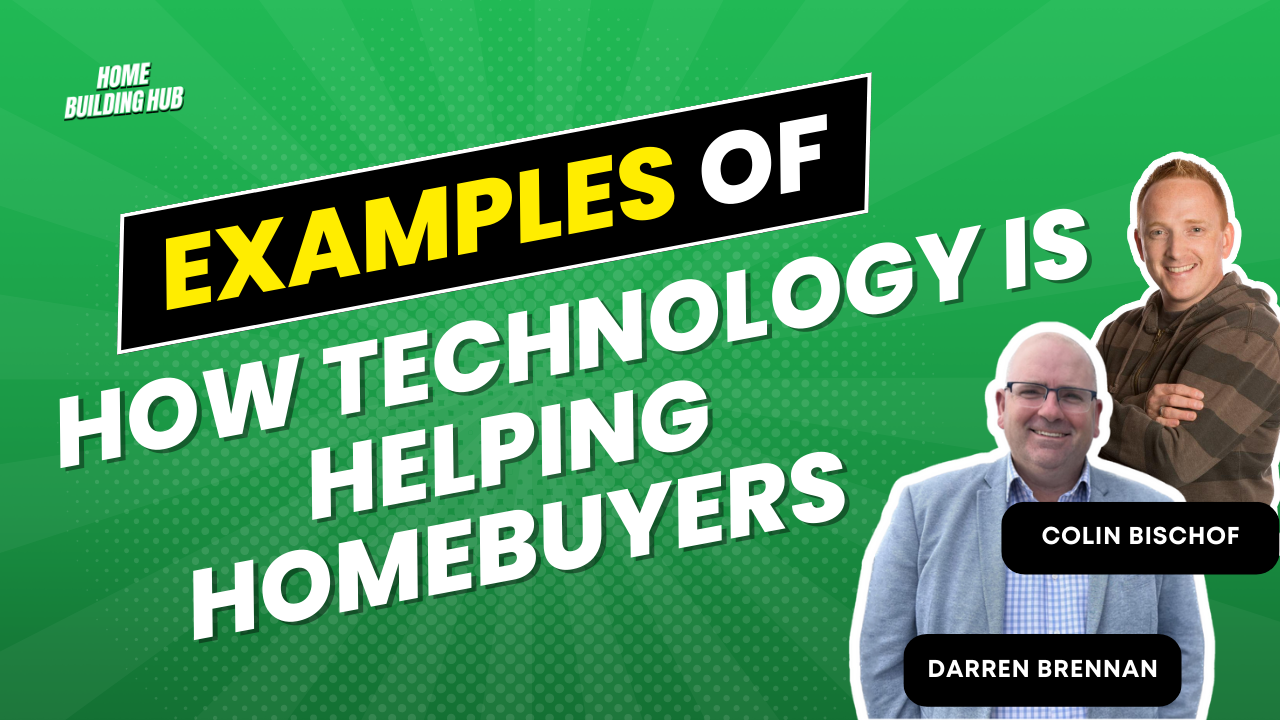 HOME
BUILDING HUB
EXAMPLES OF
HOW TECHNOLOGY IS
HELPING
HOMEBUYERS
COLIN BISCHOF
DARREN BRENNAN